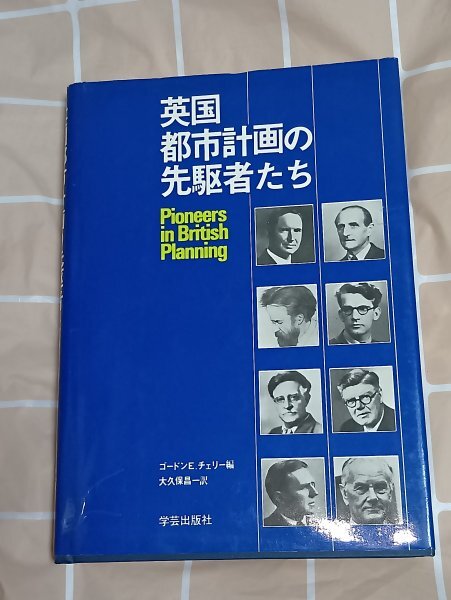 英国
都市計画の
先駆者たち
Pioneers
in British
Planning
ゴードンE.チェリー編
大久保昌一訳
学芸出版社